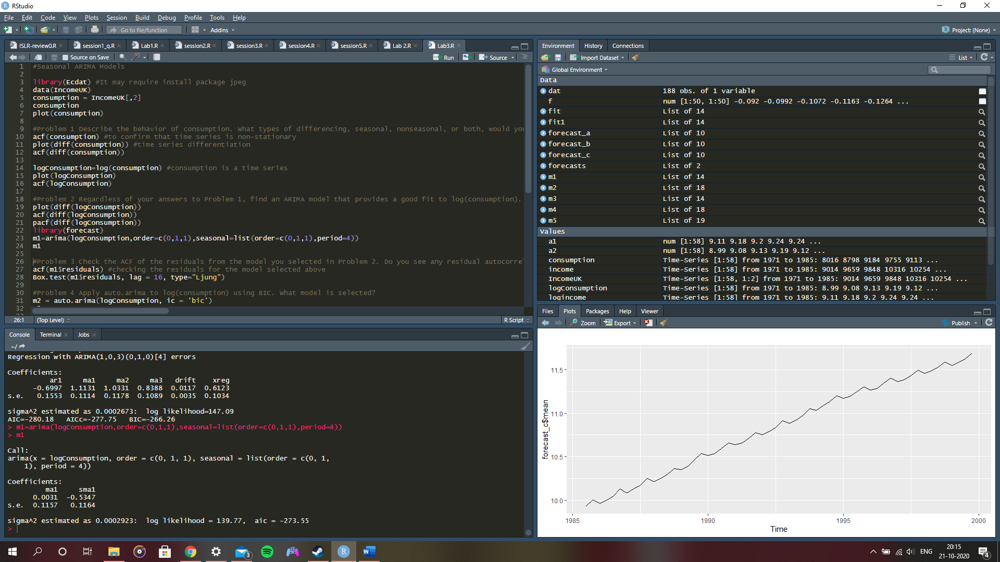 RStudio
File Edit Code View Plots Session Build Debug Profile Tools Help
Go to file/function Addins Project: (None)
ISLR-review0.R session1_q.R Lab1.R session2.R session3.R session4.R session5.R Lab 2.R Lab3.R
Source on Save Run Source
1 #Seasonal ARIMA Models
2
3 library(Ecdat) #It may require install package jpeg
4 data(IncomeUK)
5 consumption = IncomeUK[,2]
6 consumption
7 plot(consumption)
8
9 #Problem 1 Describe the behavior of consumption. What types of differencing, seasonal, nonseasonal, or both, would you
10 acf(consumption) #to confirm that time series is non-stationary
11 plot(diff(consumption)) #time series differentiation
12 acf(diff(consumption))
13
14 logConsumption=log(consumption) #consumption is a time series
15 plot(logConsumption)
16 acf(logConsumption)
17
18 #Problem 2 Regardless of your answers to Problem 1, find an ARIMA model that provides a good fit to log(consumption).
19 plot(diff(logConsumption))
20 acf(diff(logConsumption))
21 pacf(diff(logConsumption))
22 library(forecast)
23 m1=arima(logConsumption,order=c(0,1,1),seasonal=list(order=c(0,1,1),period=4))
24 m1
25
26 #Problem 3 Check the ACF of the residuals from the model you selected in Problem 2. Do you see any residual autocorre
27 acf(m1$residuals) #checking the residuals for the model selected above
28 Box.test(m1$residuals, lag = 16, type="Ljung")
29
30 #Problem 4 Apply auto.arima to log(consumption) using BIC. What model is selected?
31 m2 = auto.arima(logConsumption, ic = 'bic')
32
26:1 (Top Level) R Script
Console Terminal Jobs
~/
Regression with ARIMA(1,0,3)(0,1,0)[4] errors
Coefficients:
ar1 ma1 ma2 ma3 drift xreg
-0.6997 1.1131 1.0331 0.8388 0.0117 0.6123
s.e. 0.1553 0.1114 0.1178 0.1089 0.0035 0.1034
sigma^2 estimated as 0.0002673: log likelihood=147.09
AIC=-280.18 AICc=-277.75 BIC=-266.26
> m1=arima(logConsumption,order=c(0,1,1),seasonal=list(order=c(0,1,1),period=4))
> m1
Call:
arima(x = logConsumption, order = c(0, 1, 1), seasonal = list(order = c(0, 1,
1), period = 4))
Coefficients:
ma1 sma1
0.0031 -0.5347
s.e. 0.1157 0.1164
sigma^2 estimated as 0.0002923: log likelihood = 139.77, aic = -273.55
>
Environment History Connections
Import Dataset List
Global Environment
Data
dat 188 obs. of 1 variable
f num [1:50, 1:50] -0.092 -0.0992 -0.1072 -0.1163 -0.1264 ...
fit List of 14
fit1 List of 14
forecast_a List of 10
forecast_b List of 10
forecast_c List of 10
forecasts List of 2
m1 List of 14
m2 List of 18
m3 List of 14
m4 List of 18
m5 List of 19
Values
a1 num [1:58] 9.11 9.18 9.2 9.24 9.24 ...
a2 num [1:58] 8.99 9.08 9.13 9.19 9.12 ...
consumption Time-Series [1:58] from 1971 to 1985: 8016 8798 9184 9755 9113 ...
income Time-Series [1:58] from 1971 to 1985: 9014 9659 9848 10316 10254 ...
IncomeUK Time-Series [1:58, 1:2] from 1971 to 1985: 9014 9659 9848 10316 10254 ...
logConsumption Time-Series [1:58] from 1971 to 1985: 8.99 9.08 9.13 9.19 9.12 ...
logincome Time-Series [1:58] from 1971 to 1985: 9.11 9.18 9.2 9.24 9.24 ...
Files Plots Packages Help Viewer
Zoom Export Publish
forecast_c$mean
11.5
11.0
10.5
10.0
1985 1990 1995 2000
Time
3 R W ENG 20:15
21-10-2020 4